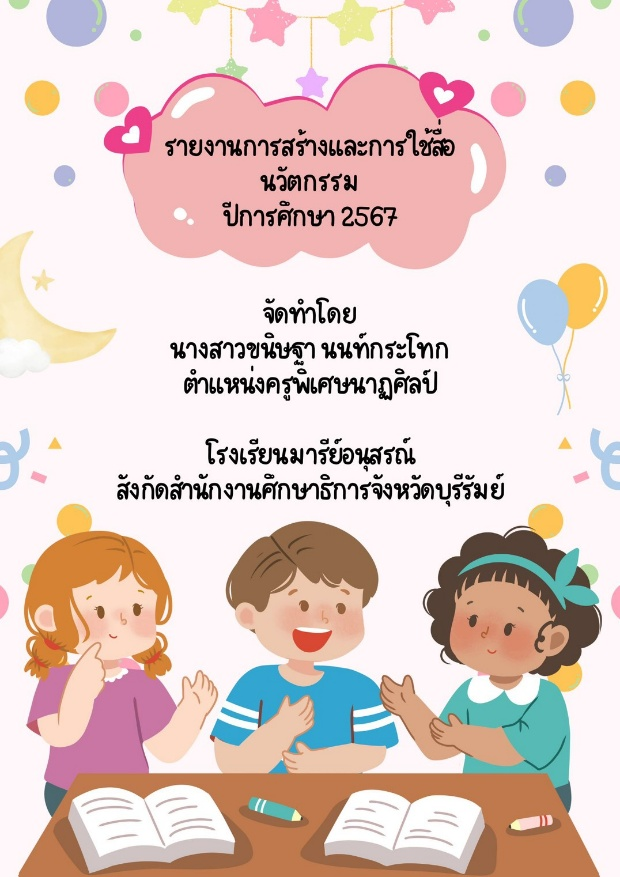 รายงานการสร้างและการใช้สื่อ
นวัตกรรม
ปีการศึกษา 2567
จัดทำโดย
นางสาวขนิษฐา นนท์กระโทก
ตำแหน่งครูพิเศษนาฏศิลป์
โรงเรียนมารีย์อนุสรณ์
สังกัดสำนักงานศึกษาธิการจังหวัดบุรีรัมย์